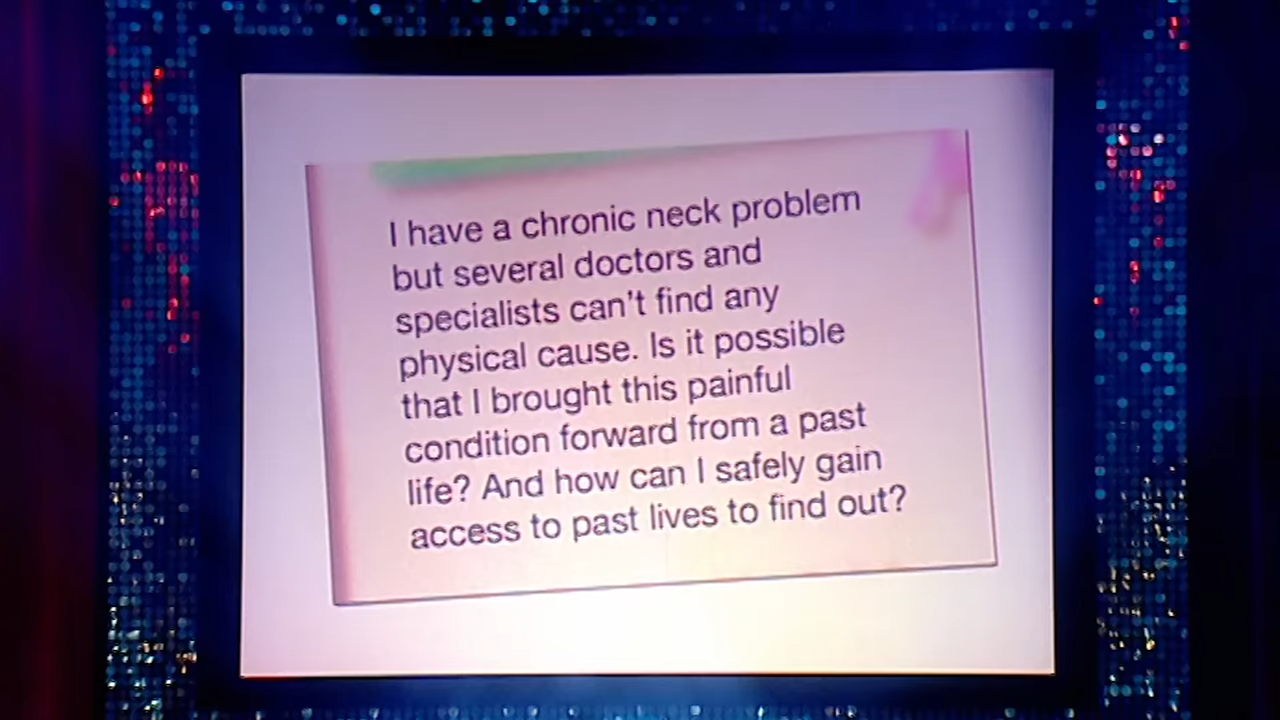 I have a chronic neck problem
but several doctors and
specialists can't find any
physical cause. Is it possible
that I brought this painful
condition forward from a past
life? And how can I safely gain
access to past lives to find out?